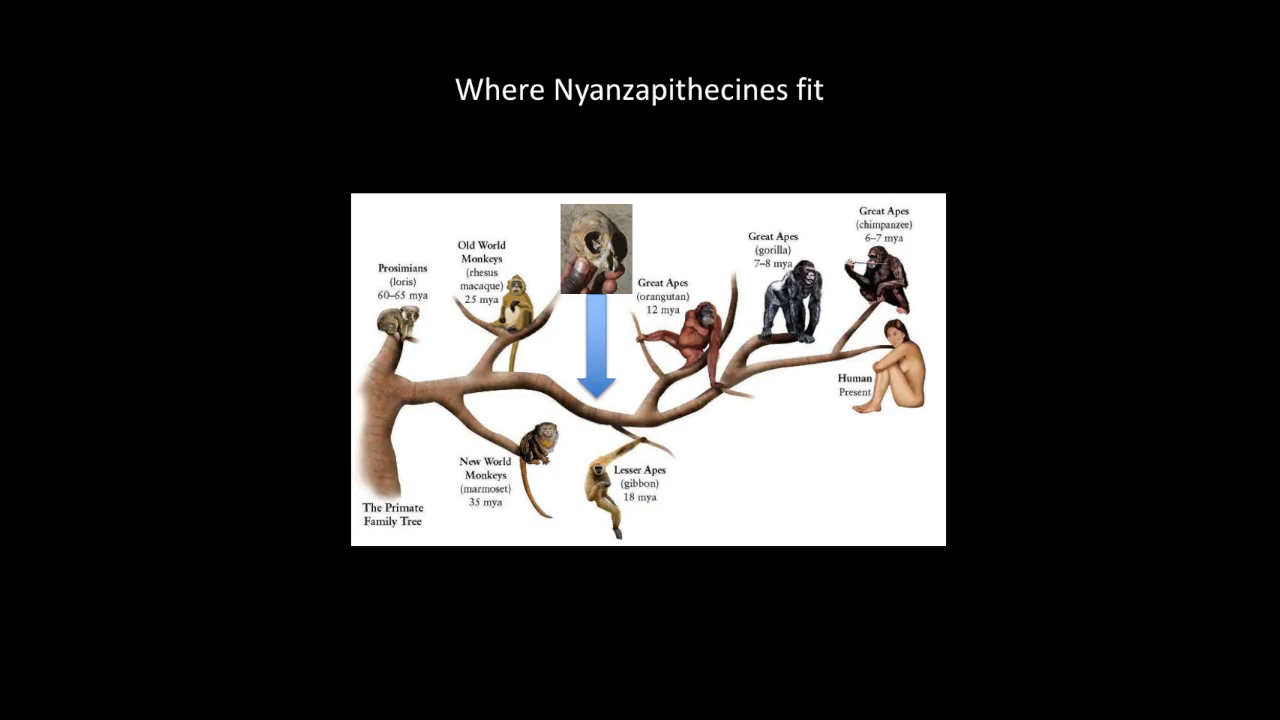 Where Nyanzapithecines fit
Prosimians
(loris)
60–65 mya
Old World
Monkeys
(rhesus
macaque)
25 mya
Great Apes
(orangutan)
12 mya
Great Apes
(gorilla)
7–8 mya
Great Apes
(chimpanzee)
6–7 mya
Human
Present
New World
Monkeys
(marmoset)
35 mya
Lesser Apes
(gibbon)
18 mya
The Primate
Family Tree